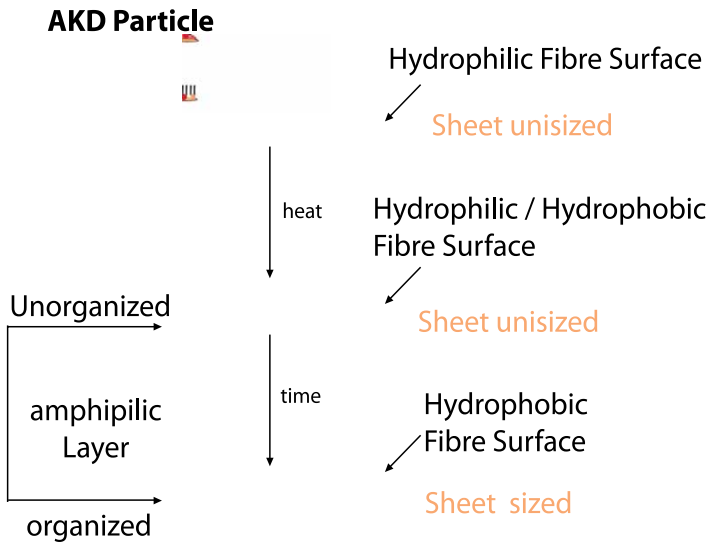 AKD Particle
Hydrophilic Fibre Surface
Sheet unisized
heat
Hydrophilic / Hydrophobic
Fibre Surface
Unorganized
Sheet unisized
time
amphipilic
Layer
Hydrophobic
Fibre Surface
Sheet sized
organized